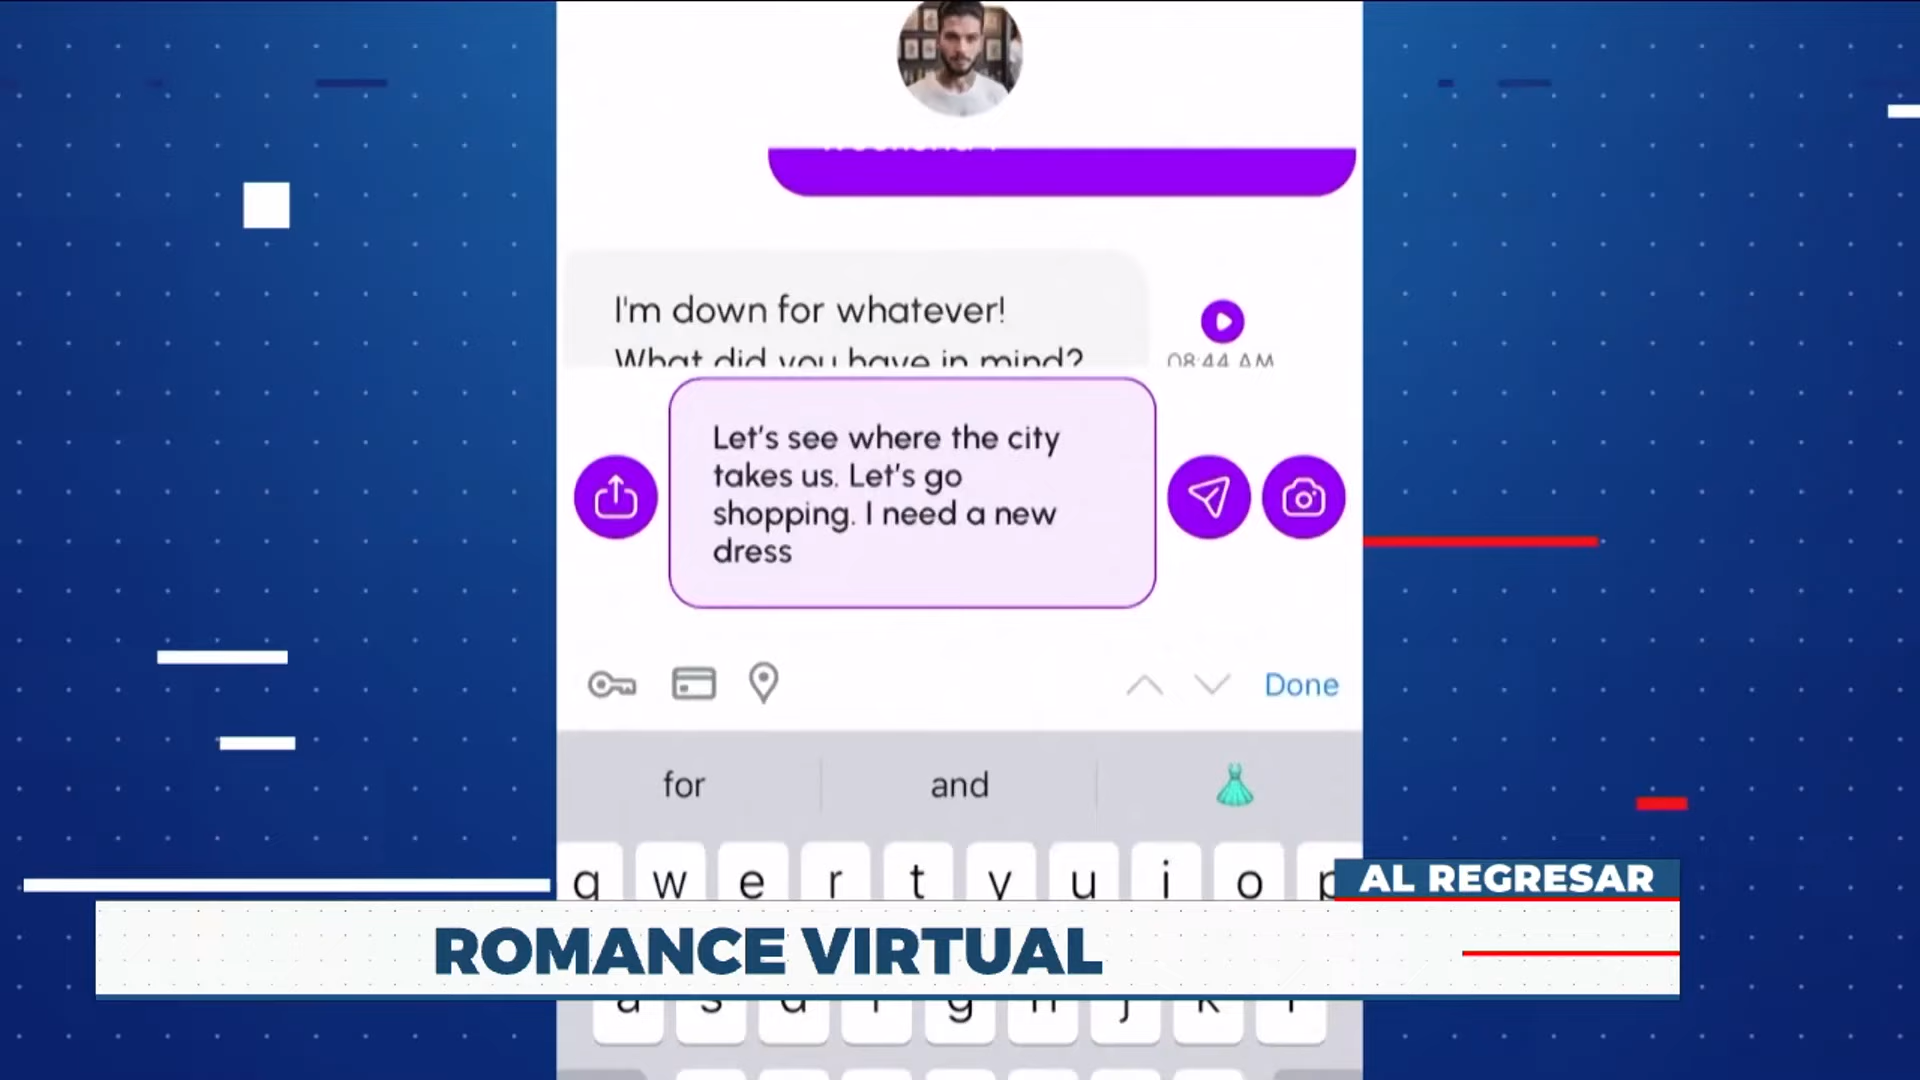 I'm down for whatever!
What did you have in mind?
08:44 AM
Let's see where the city
takes us. Let's go
shopping. I need a new
dress
Done
for
and
q w e r t y u i o p
AL REGRESAR
ROMANCE VIRTUAL
a s d f g h j k l